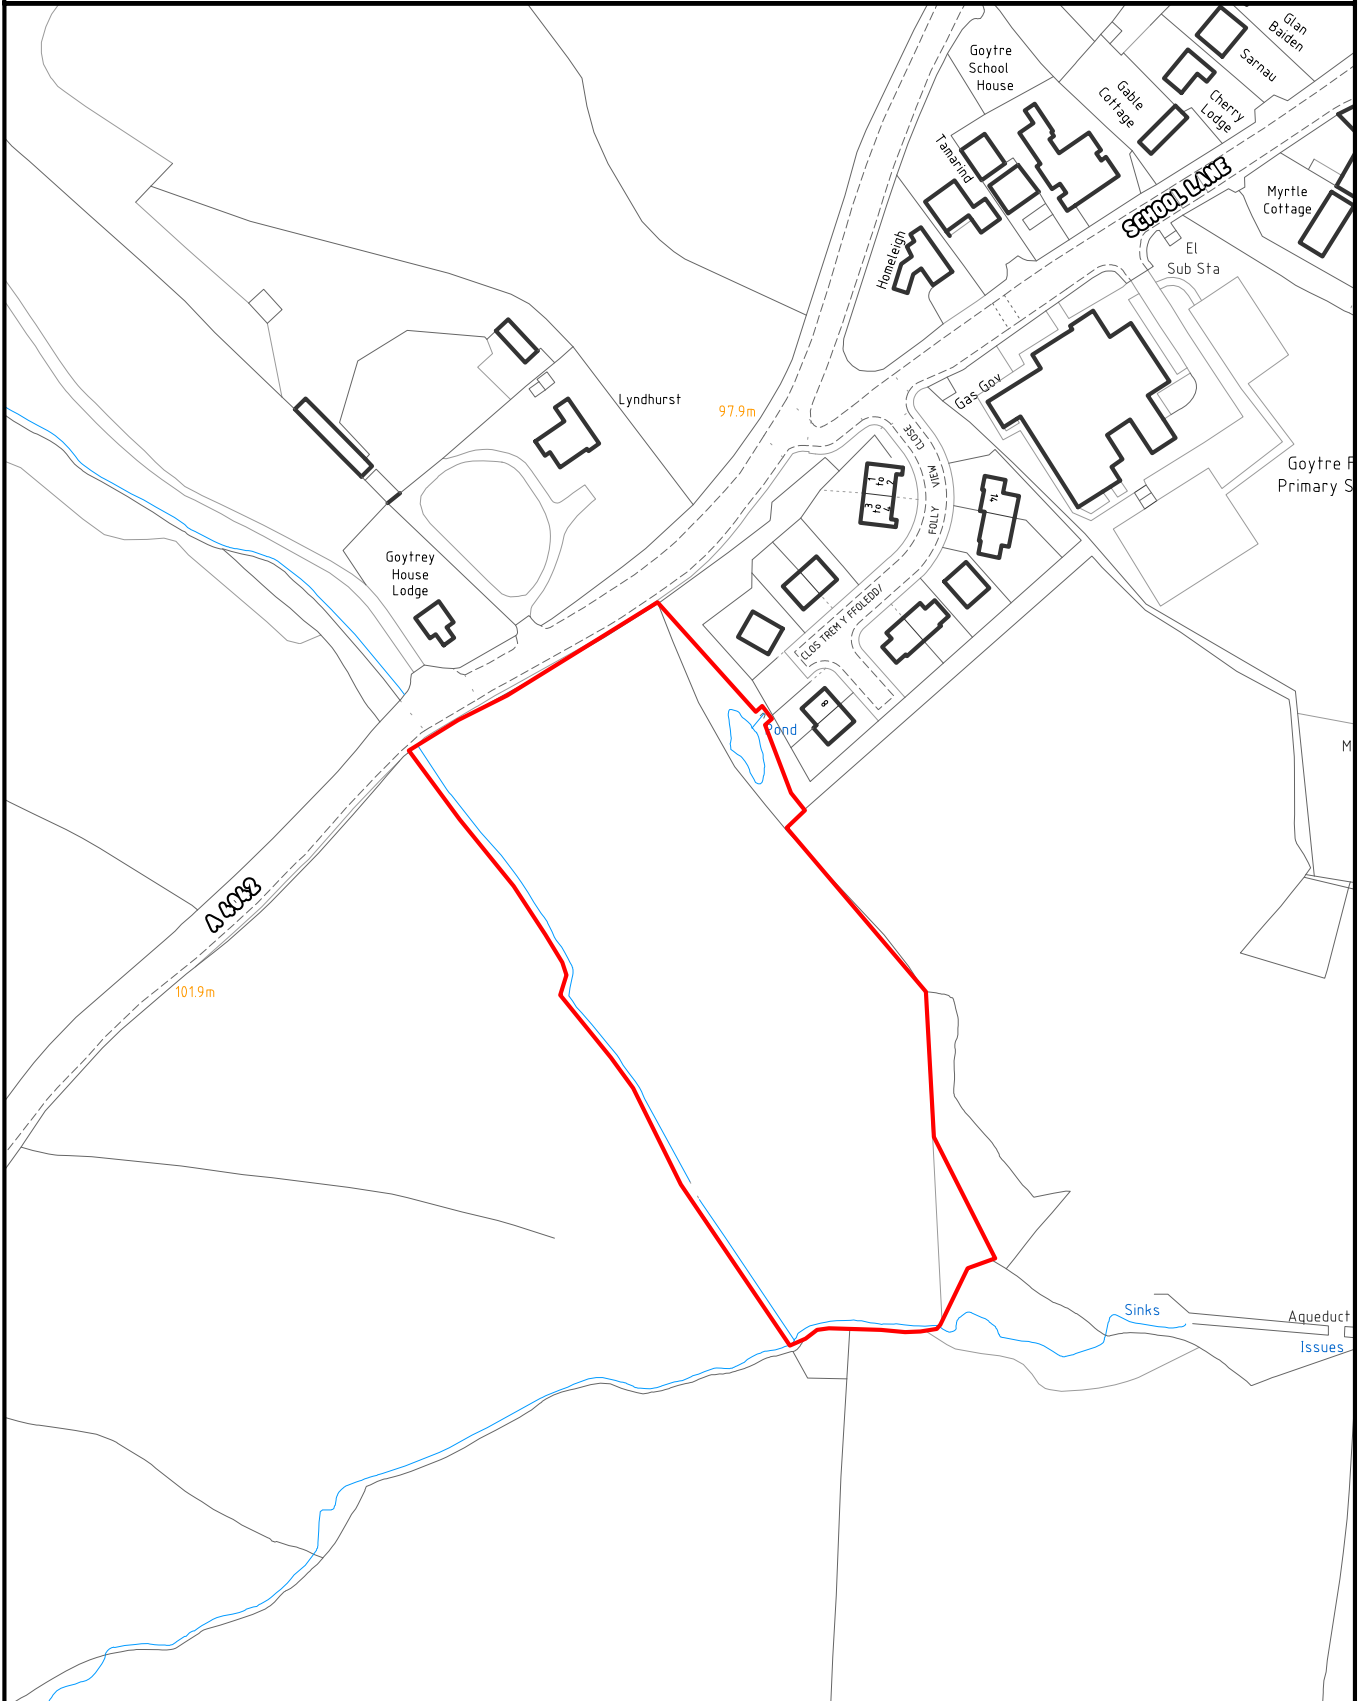 Glan
Baiden
Sarnau
Goytre
School
House
Gable
Cottage
Cherry
Lodge
Tamarind
SCHOOL LANE
Myrtle
Cottage
Homeleigh
El
Sub Sta
Lyndhurst
97.9m
Gas Gov
CLOSE
VIEW
FOLLY
Goytre F
Primary S
1
to
2
3
to
4
14
Goytrey
House
Lodge
CLOS TREM Y FFOLEDD/
8
Pond
M
A 4042
101.9m
Sinks
Aqueduct
Issues